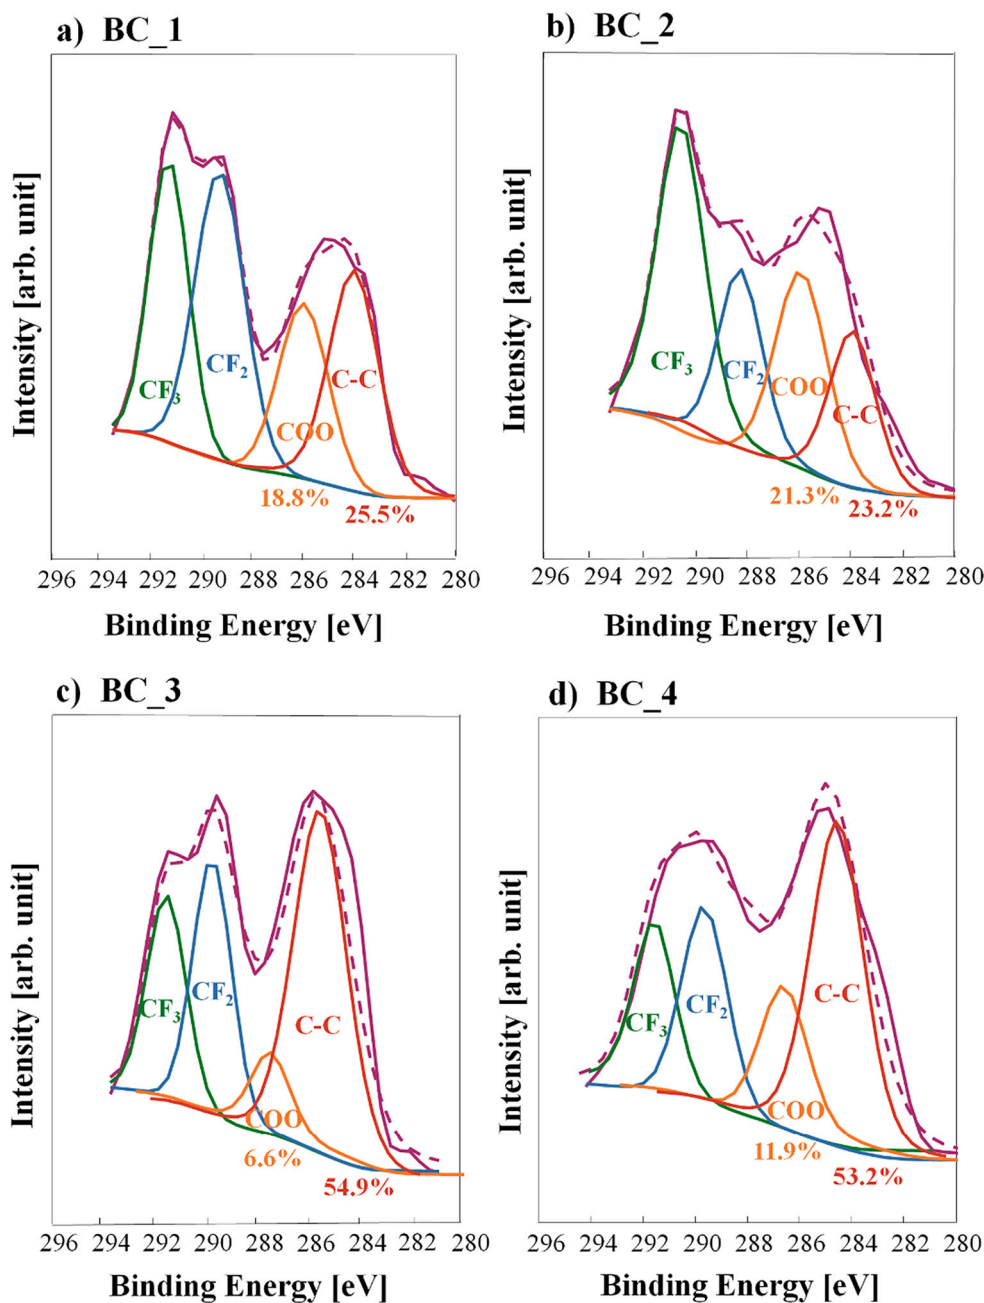 a) BC_1
Intensity [arb. unit]
CF₃
CF₂
COO
C-C
18.8%
25.5%
296 294 292 290 288 286 284 282 280
Binding Energy [eV]
b) BC_2
Intensity [arb. unit]
CF₃
CF₂
COO
C-C
21.3%
23.2%
296 294 292 290 288 286 284 282 280
Binding Energy [eV]
c) BC_3
Intensity [arb. unit]
CF₃
CF₂
C-C
COO
6.6%
54.9%
296 294 292 290 288 286 284 282 280
Binding Energy [eV]
d) BC_4
Intensity [arb. unit]
CF₃
CF₂
C-C
COO
11.9%
53.2%
296 294 292 290 288 286 284 282 280
Binding Energy [eV]